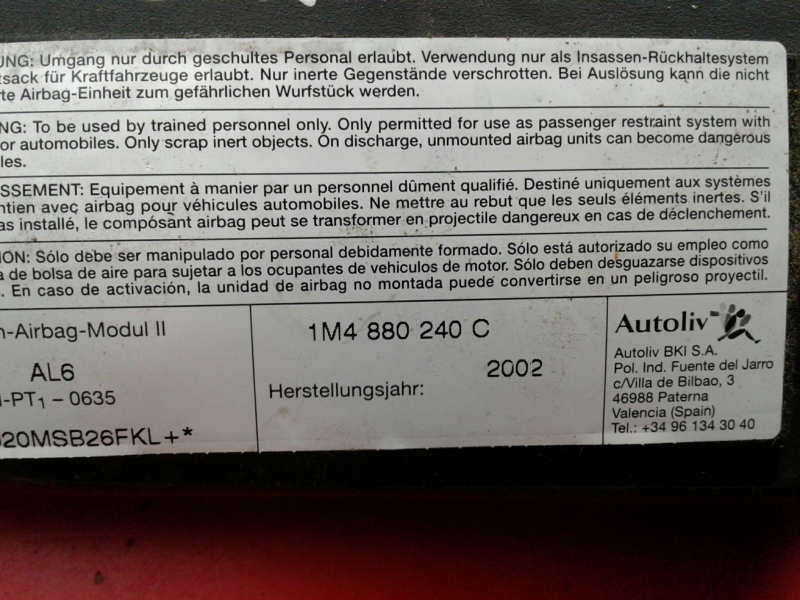 UNG: Umgang nur durch geschultes Personal erlaubt. Verwendung nur als Insassen-Rückhaltesystem
tsack für Kraftfahrzeuge erlaubt. Nur inerte Gegenstände verschrotten. Bei Auslösung kann die nicht
te Airbag-Einheit zum gefährlichen Wurfstück werden.
NG: To be used by trained personnel only. Only permitted for use as passenger restraint system with
or automobiles. Only scrap inert objects. On discharge, unmounted airbag units can become dangerous
les.
SSEMENT: Equipement à manier par un personnel dûment qualifié. Destiné uniquement aux systèmes
ntien avec airbag pour véhicules automobiles. Ne mettre au rebut que les seuls éléments inertes. S'il
as installé, le composant airbag peut se transformer en projectile dangereux en cas de déclenchement.
ION: Sólo debe ser manipulado por personal debidamente formado. Sólo está autorizado su empleo como
a de bolsa de aire para sujetar a los ocupantes de vehiculos de motor. Sólo deben desguazarse dispositivos
. En caso de activación, la unidad de airbag no montada puede convertirse en un peligroso proyectil.
n-Airbag-Modul II
AL6
I-PT1 - 0635
20MSB26FKL+*
1M4 880 240 C
2002
Herstellungsjahr:
Autoliv
Autoliv BKI S.A.
Pol. Ind. Fuente del Jarro
c/Villa de Bilbao, 3
46988 Paterna
Valencia (Spain)
Tel.: +34 96 134 30 40